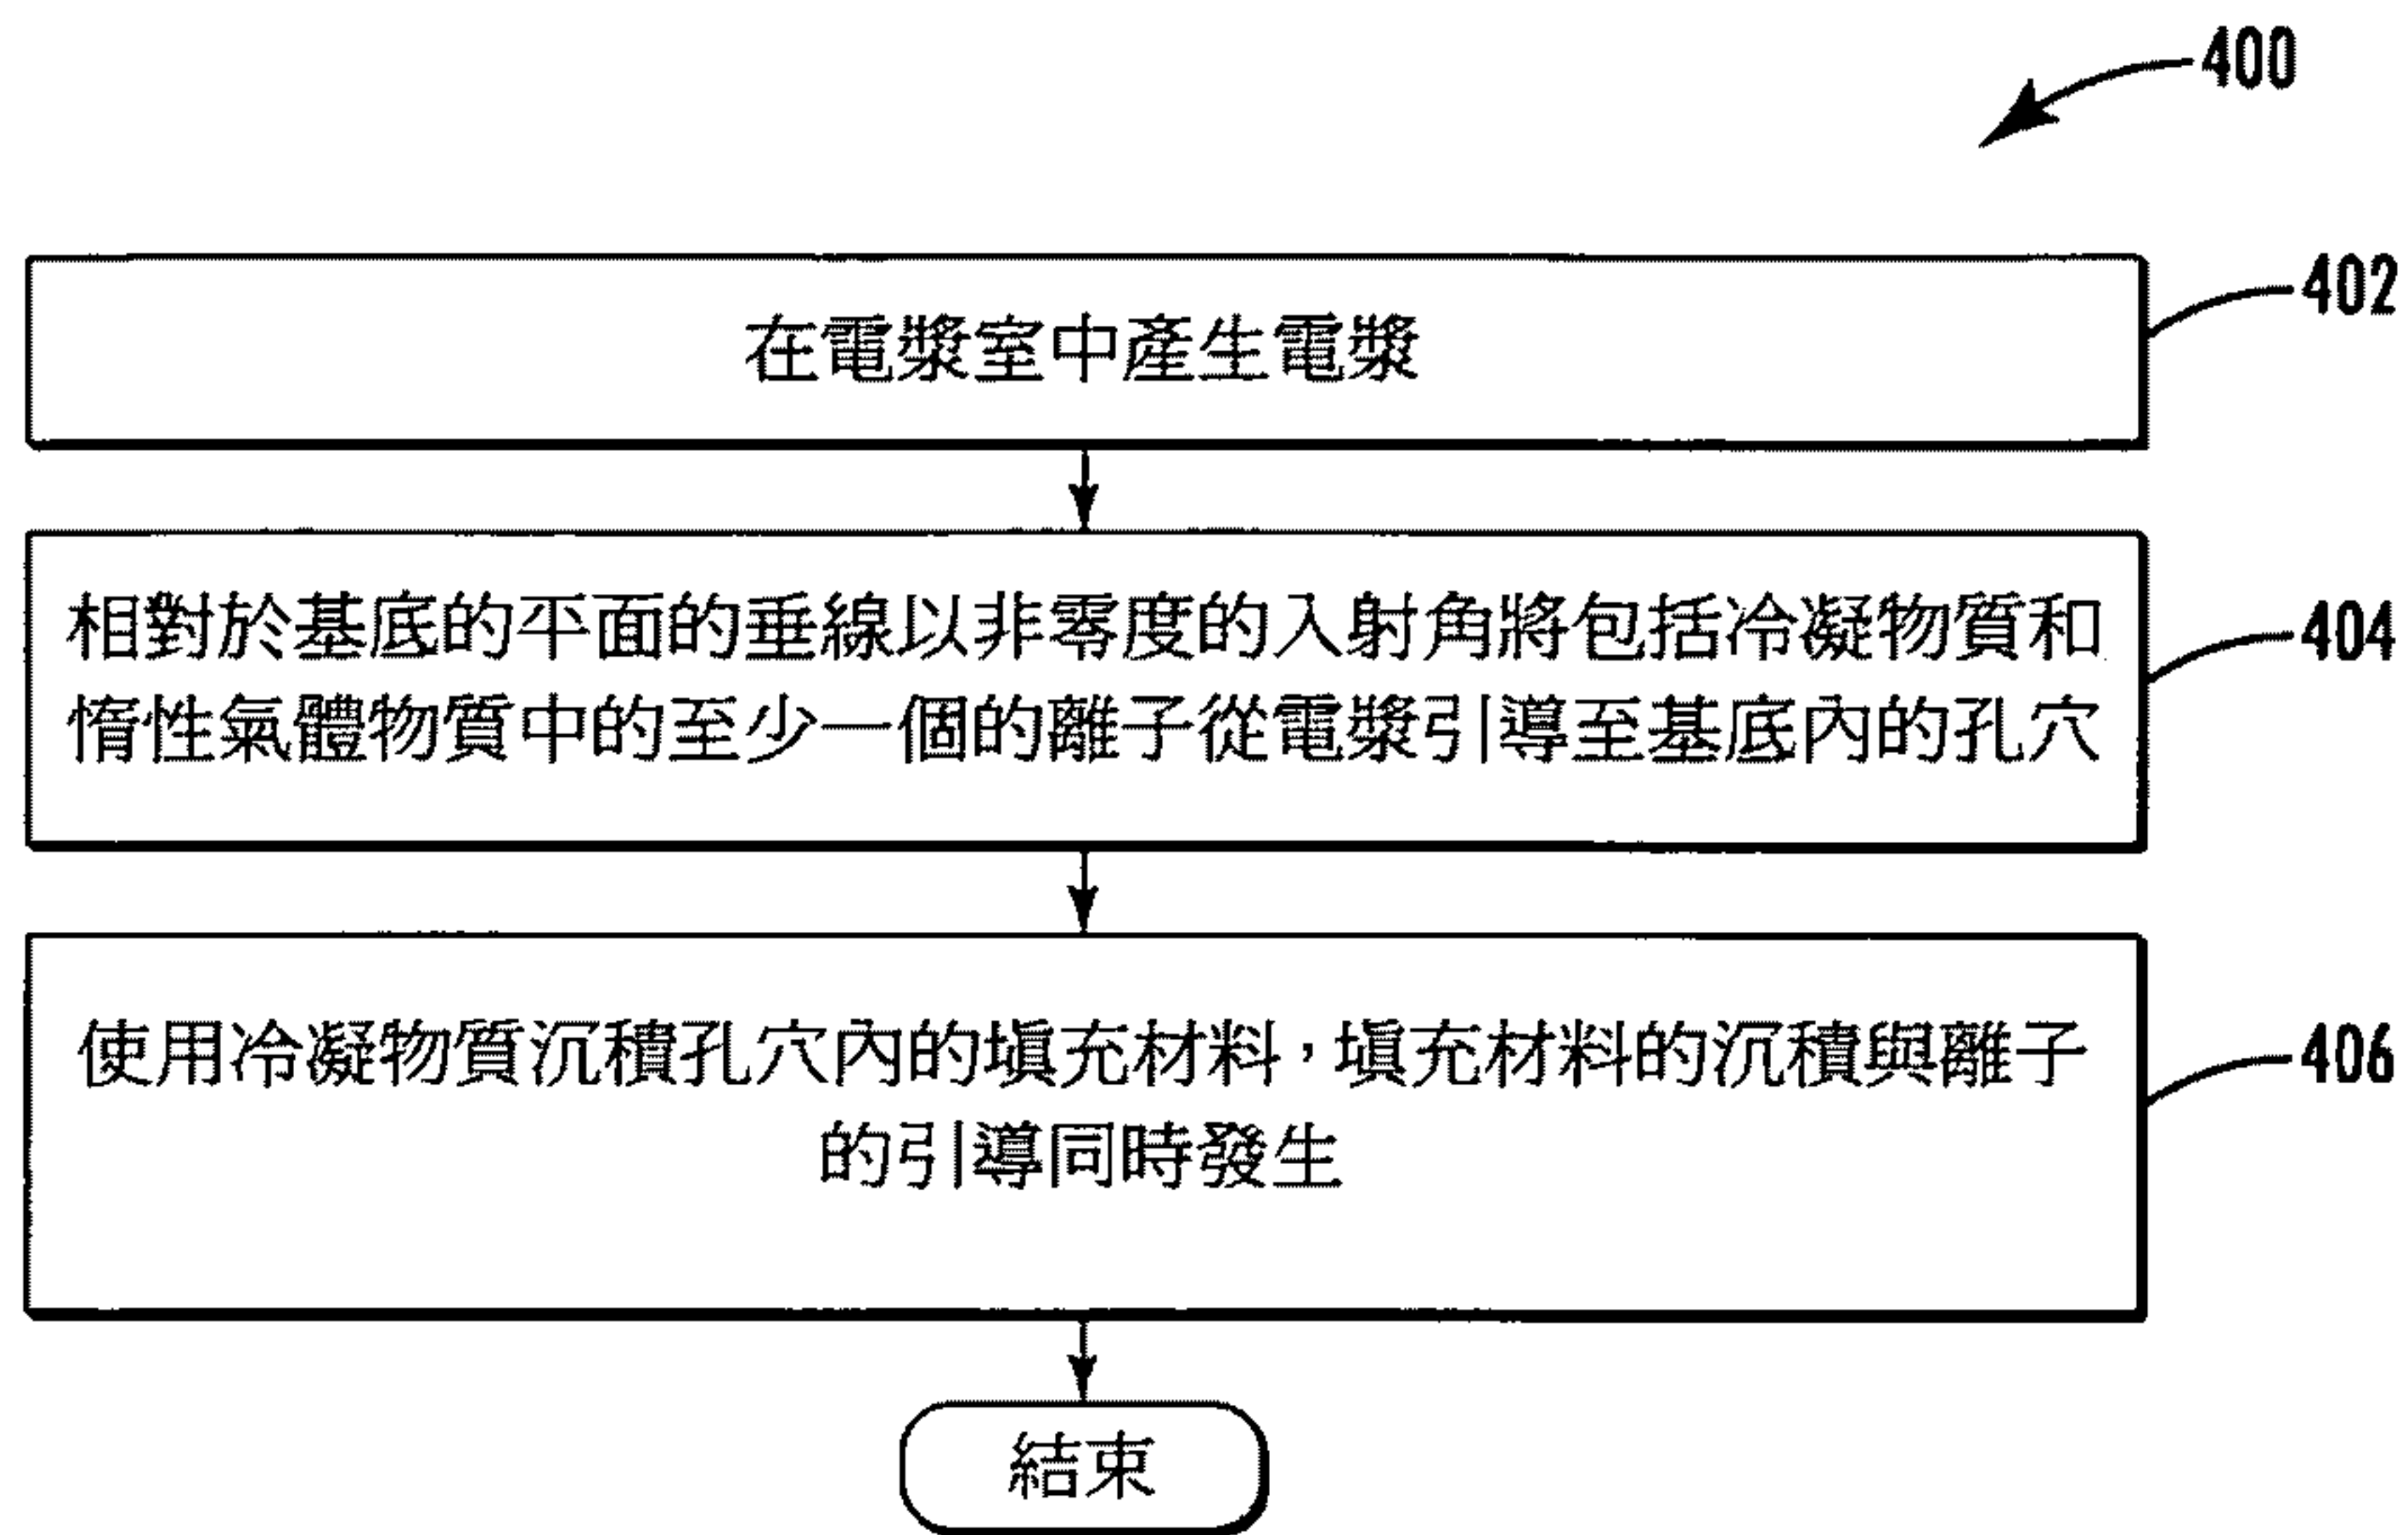 400
在電漿室中產生電漿
402
相對於基底的平面的垂線以非零度的入射角將包括冷凝物質和
惰性氣體物質中的至少一個的離子從電漿引導至基底內的孔穴
404
使用冷凝物質沉積孔穴內的填充材料，填充材料的沉積與離子
的引導同時發生
406
結束